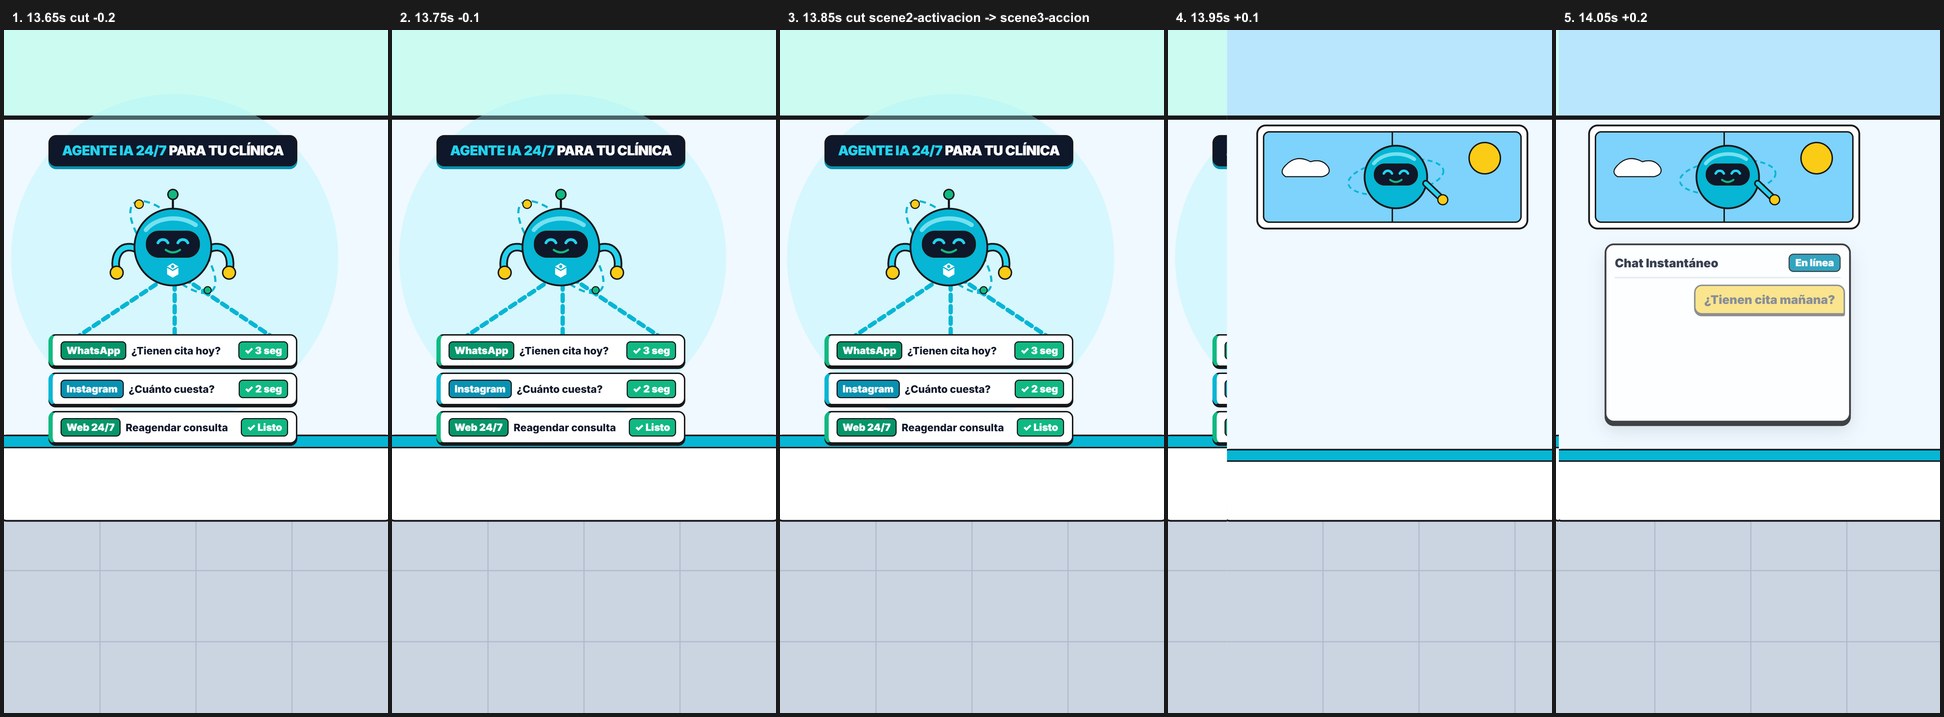 1. 13.65s cut -0.2
AGENTE IA 24/7 PARA TU CLÍNICA
WhatsApp ¿Tienen cita hoy? ✓ 3 seg
Instagram ¿Cuánto cuesta? ✓ 2 seg
Web 24/7 Reagendar consulta ✓ Listo
2. 13.75s -0.1
AGENTE IA 24/7 PARA TU CLÍNICA
WhatsApp ¿Tienen cita hoy? ✓ 3 seg
Instagram ¿Cuánto cuesta? ✓ 2 seg
Web 24/7 Reagendar consulta ✓ Listo
3. 13.85s cut scene2-activacion -> scene3-accion
AGENTE IA 24/7 PARA TU CLÍNICA
WhatsApp ¿Tienen cita hoy? ✓ 3 seg
Instagram ¿Cuánto cuesta? ✓ 2 seg
Web 24/7 Reagendar consulta ✓ Listo
4. 13.95s +0.1
5. 14.05s +0.2
Chat Instantáneo En línea
¿Tienen cita mañana?